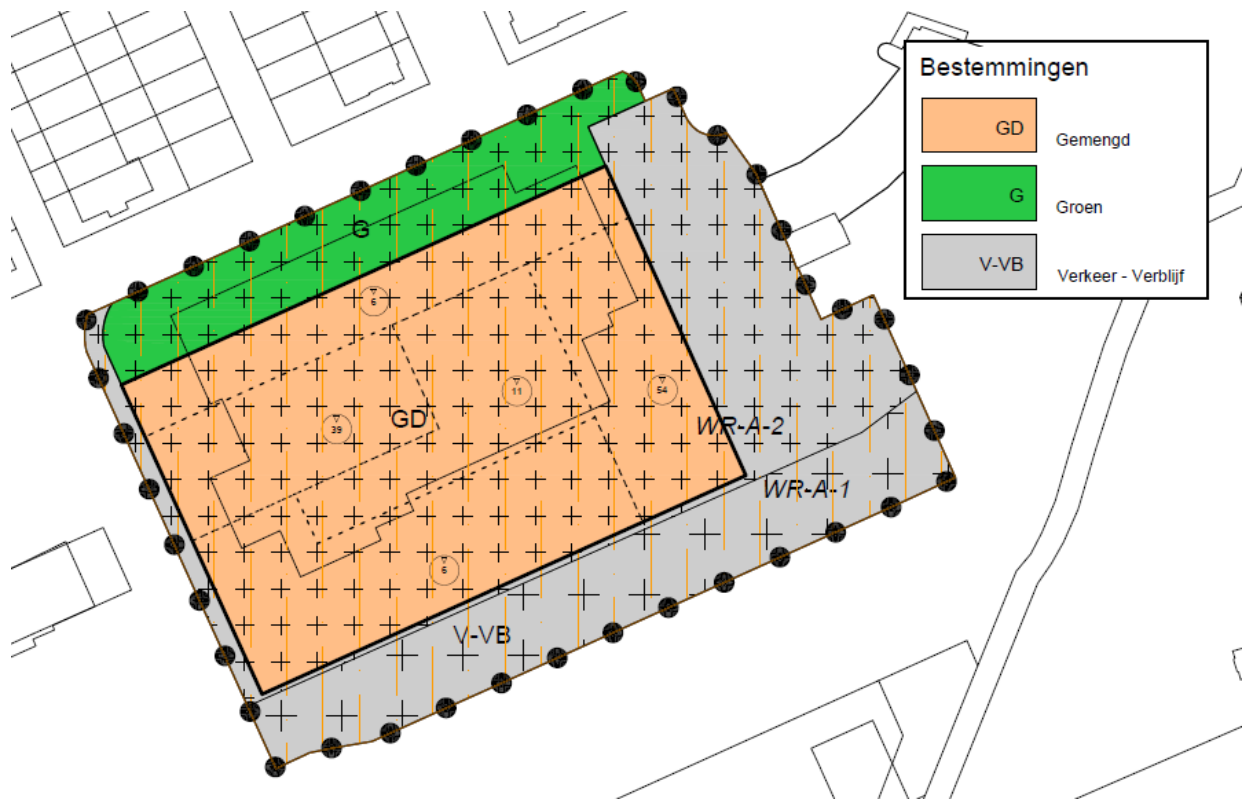 Bestemmingen
GD Gemengd
G Groen
V-VB Verkeer - Verblijf
G
6
39
GD
11
54
WR-A-2
WR-A-1
6
V-VB